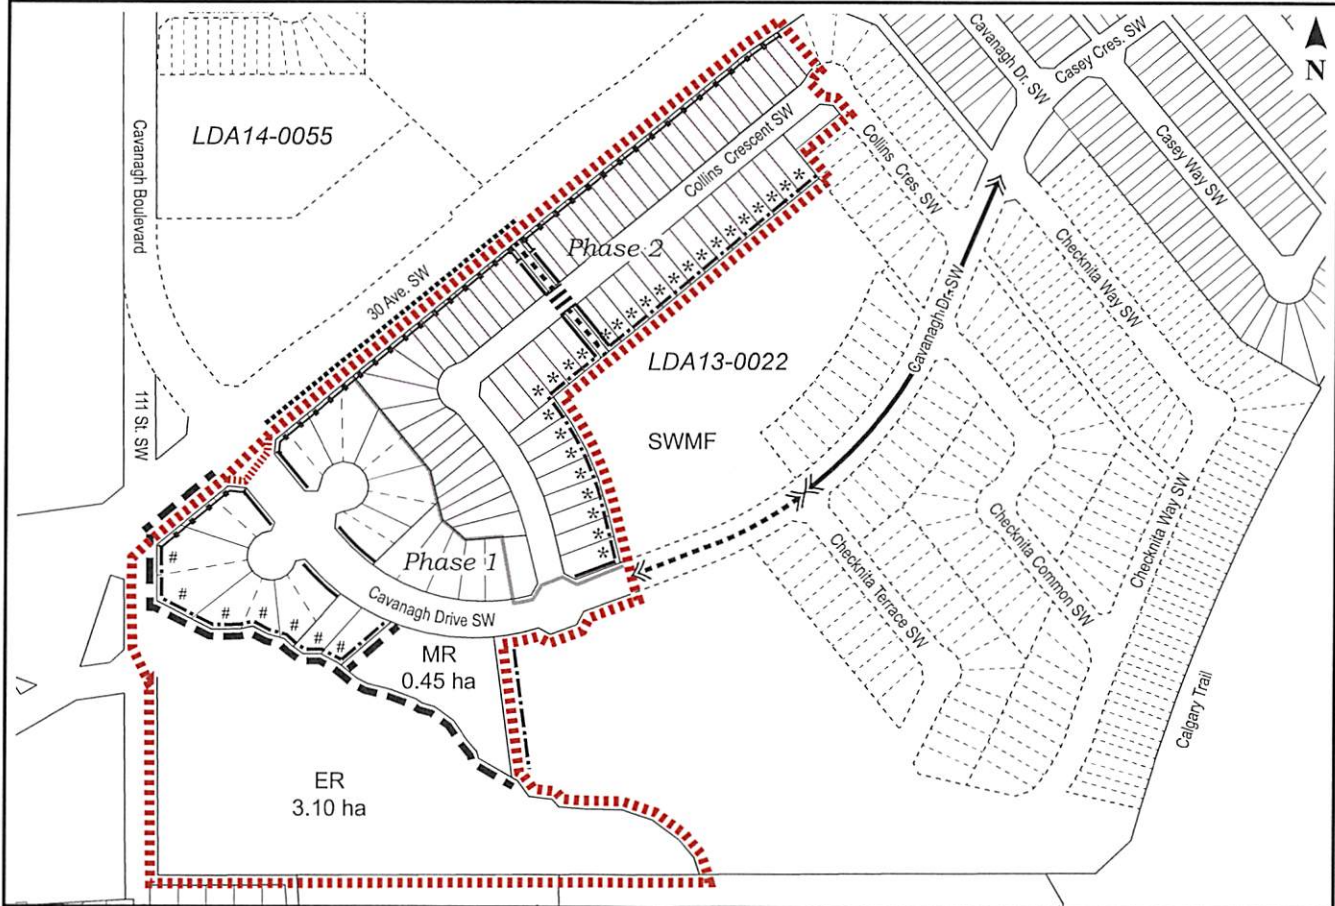 N
Cavanagh Dr. SW
Casey Cres. SW
LDA14-0055
Cavanagh Boulevard
Casey Way SW
Collins Crescent SW
Collins Cres. SW
Phase 2
Checknita Way SW
30 Ave. SW
Cavanagh Dr. SW
LDA13-0022
111 St. SW
SWMF
Checknita Way SW
Checknita Common SW
Phase 1
Checknita Terrace SW
Cavanagh Drive SW
MR
0.45 ha
Calgary Trail
ER
3.10 ha
* * * * * * * * * * * *
* * * *
* * * * * * * *
# # # # # #
#